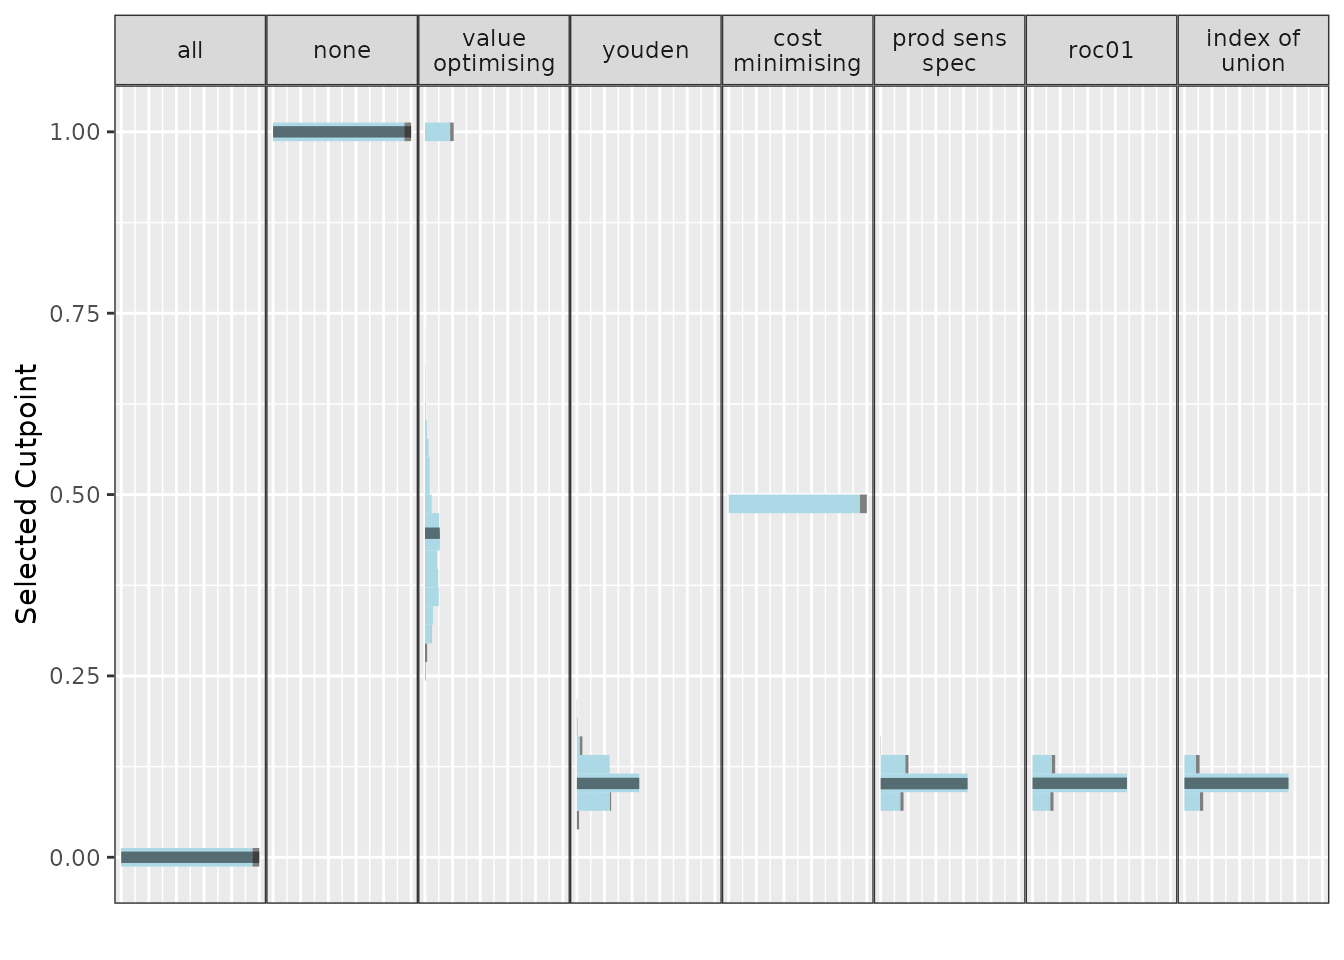 all
none
value
optimising
youden
cost
minimising
prod sens
spec
roc01
index of
union
1.00
0.75
0.50
0.25
0.00
Selected Cutpoint